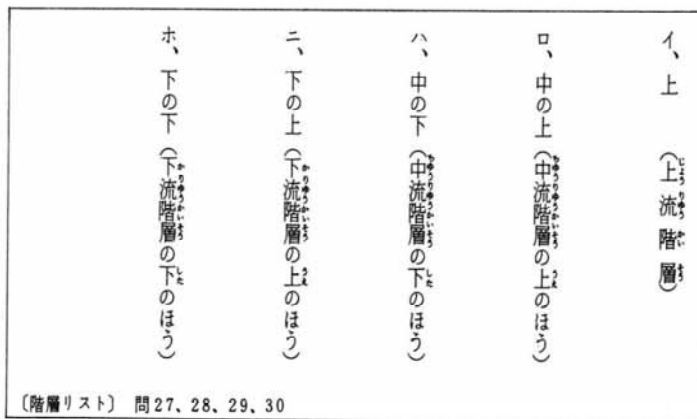 イ、上　（上流階層）
ロ、中の上（中流階層の上のほう）
ハ、中の下（中流階層の下のほう）
ニ、下の上（下流階層の上のほう）
ホ、下の下（下流階層の下のほう）
〔階層リスト〕　問27、28、29、30